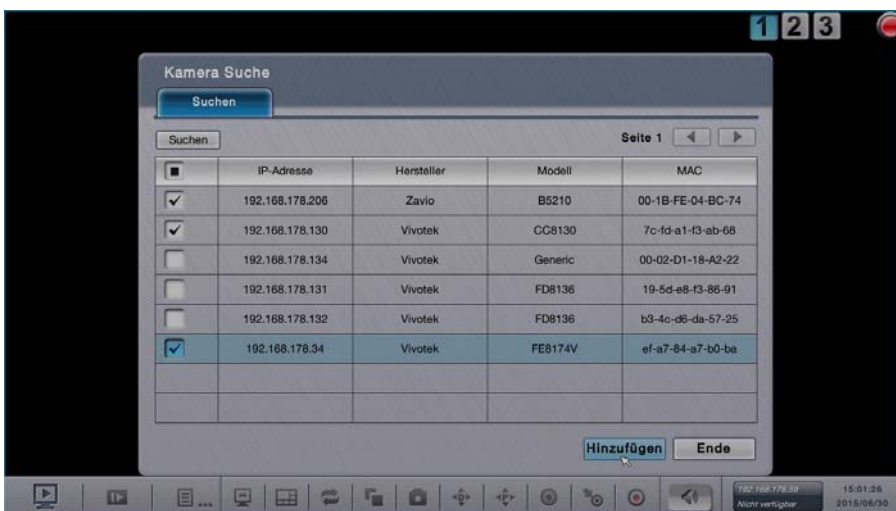 1 2 3
Kamera Suche
Suchen
Suchen
Seite 1
IP-Adresse Hersteller Modell MAC
192.168.178.206 Zavio B5210 00-1B-FE-04-BC-74
192.168.178.130 Vivotek CC8130 7c-fd-a1-f3-ab-68
192.168.178.134 Vivotek Generic 00-02-D1-18-A2-22
192.168.178.131 Vivotek FD8136 19-5d-e8-f3-86-91
192.168.178.132 Vivotek FD8136 b3-4c-d6-da-57-25
192.168.178.34 Vivotek FE8174V ef-a7-84-a7-b0-ba
Hinzufügen Ende
192.168.178.59 15:01:26
Nicht verfügbar 2015/06/30